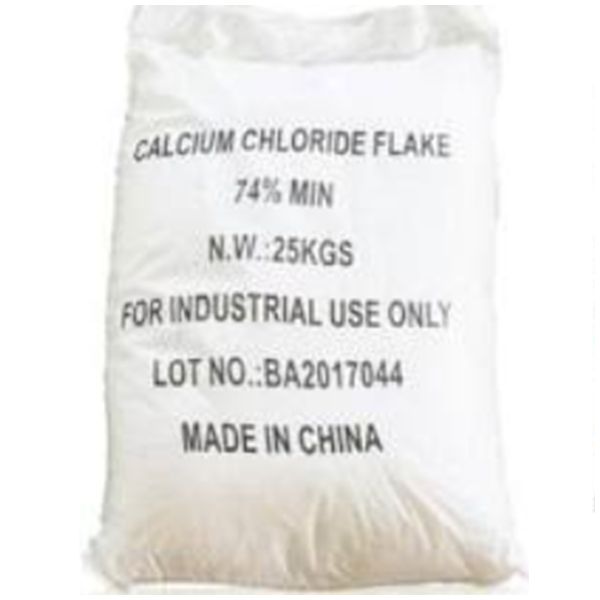 CALCIUM CHLORIDE FLAKE
74% MIN
N.W.:25KGS
FOR INDUSTRIAL USE ONLY
LOT NO.:BA2017044
MADE IN CHINA